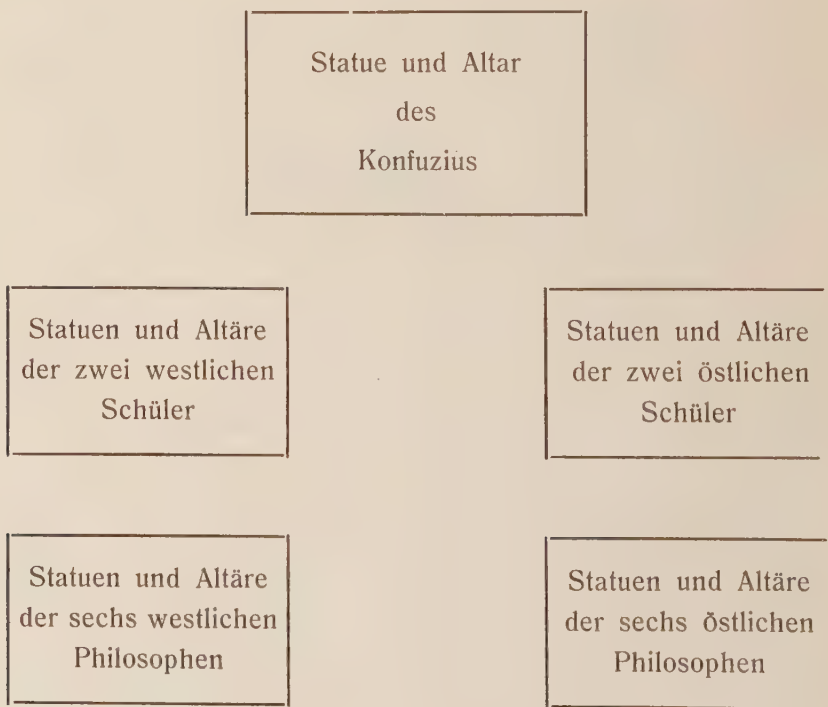 Statue und Altar
des
Konfuzius
Statuen und Altäre
der zwei westlichen
Schüler
Statuen und Altäre
der zwei östlichen
Schüler
Statuen und Altäre
der sechs westlichen
Philosophen
Statuen und Altäre
der sechs östlichen
Philosophen